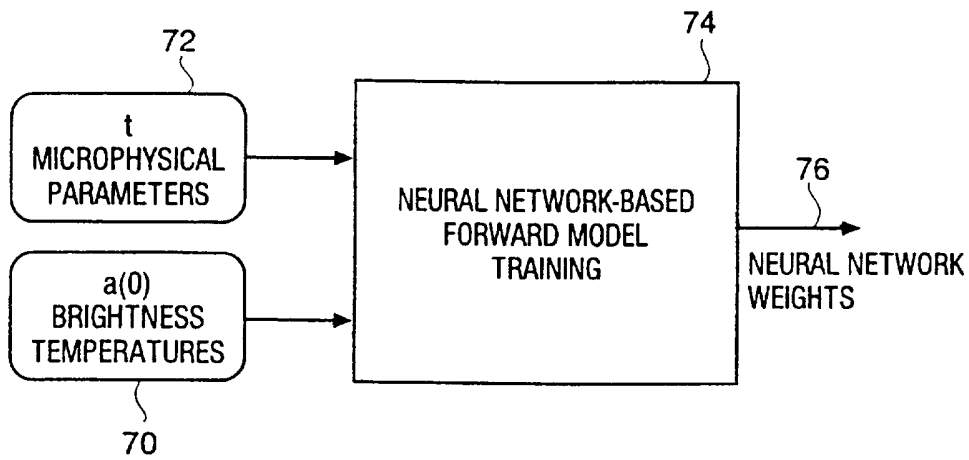 72
74
t
MICROPHYSICAL
PARAMETERS
NEURAL NETWORK-BASED
FORWARD MODEL
TRAINING
76
NEURAL NETWORK
WEIGHTS
a(0)
BRIGHTNESS
TEMPERATURES
70